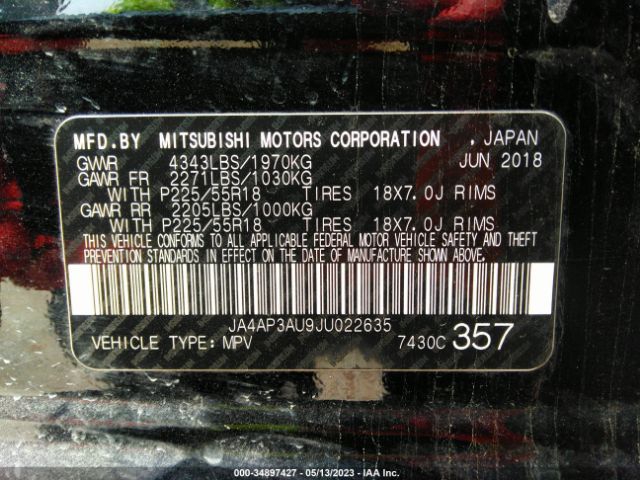 MFD.BY MITSUBISHI MOTORS CORPORATION , JAPAN
GVWR 4343LBS/1970KG JUN 2018
GAWR FR 2271LBS/1030KG
WITH P225/55R18 TIRES 18X7.0J RIMS
GAWR RR 2205LBS/1000KG
WITH P225/55R18 TIRES 18X7.0J RIMS
THIS VEHICLE CONFORMS TO ALL APPLICABLE FEDERAL MOTOR VEHICLE SAFETY AND THEFT
PREVENTION STANDARDS IN EFFECT ON THE DATE OF MANUFACTURE SHOWN ABOVE.
JA4AP3AU9JU022635
VEHICLE TYPE: MPV 7430C 357
000-34897427 - 05/13/2023 - IAA Inc.